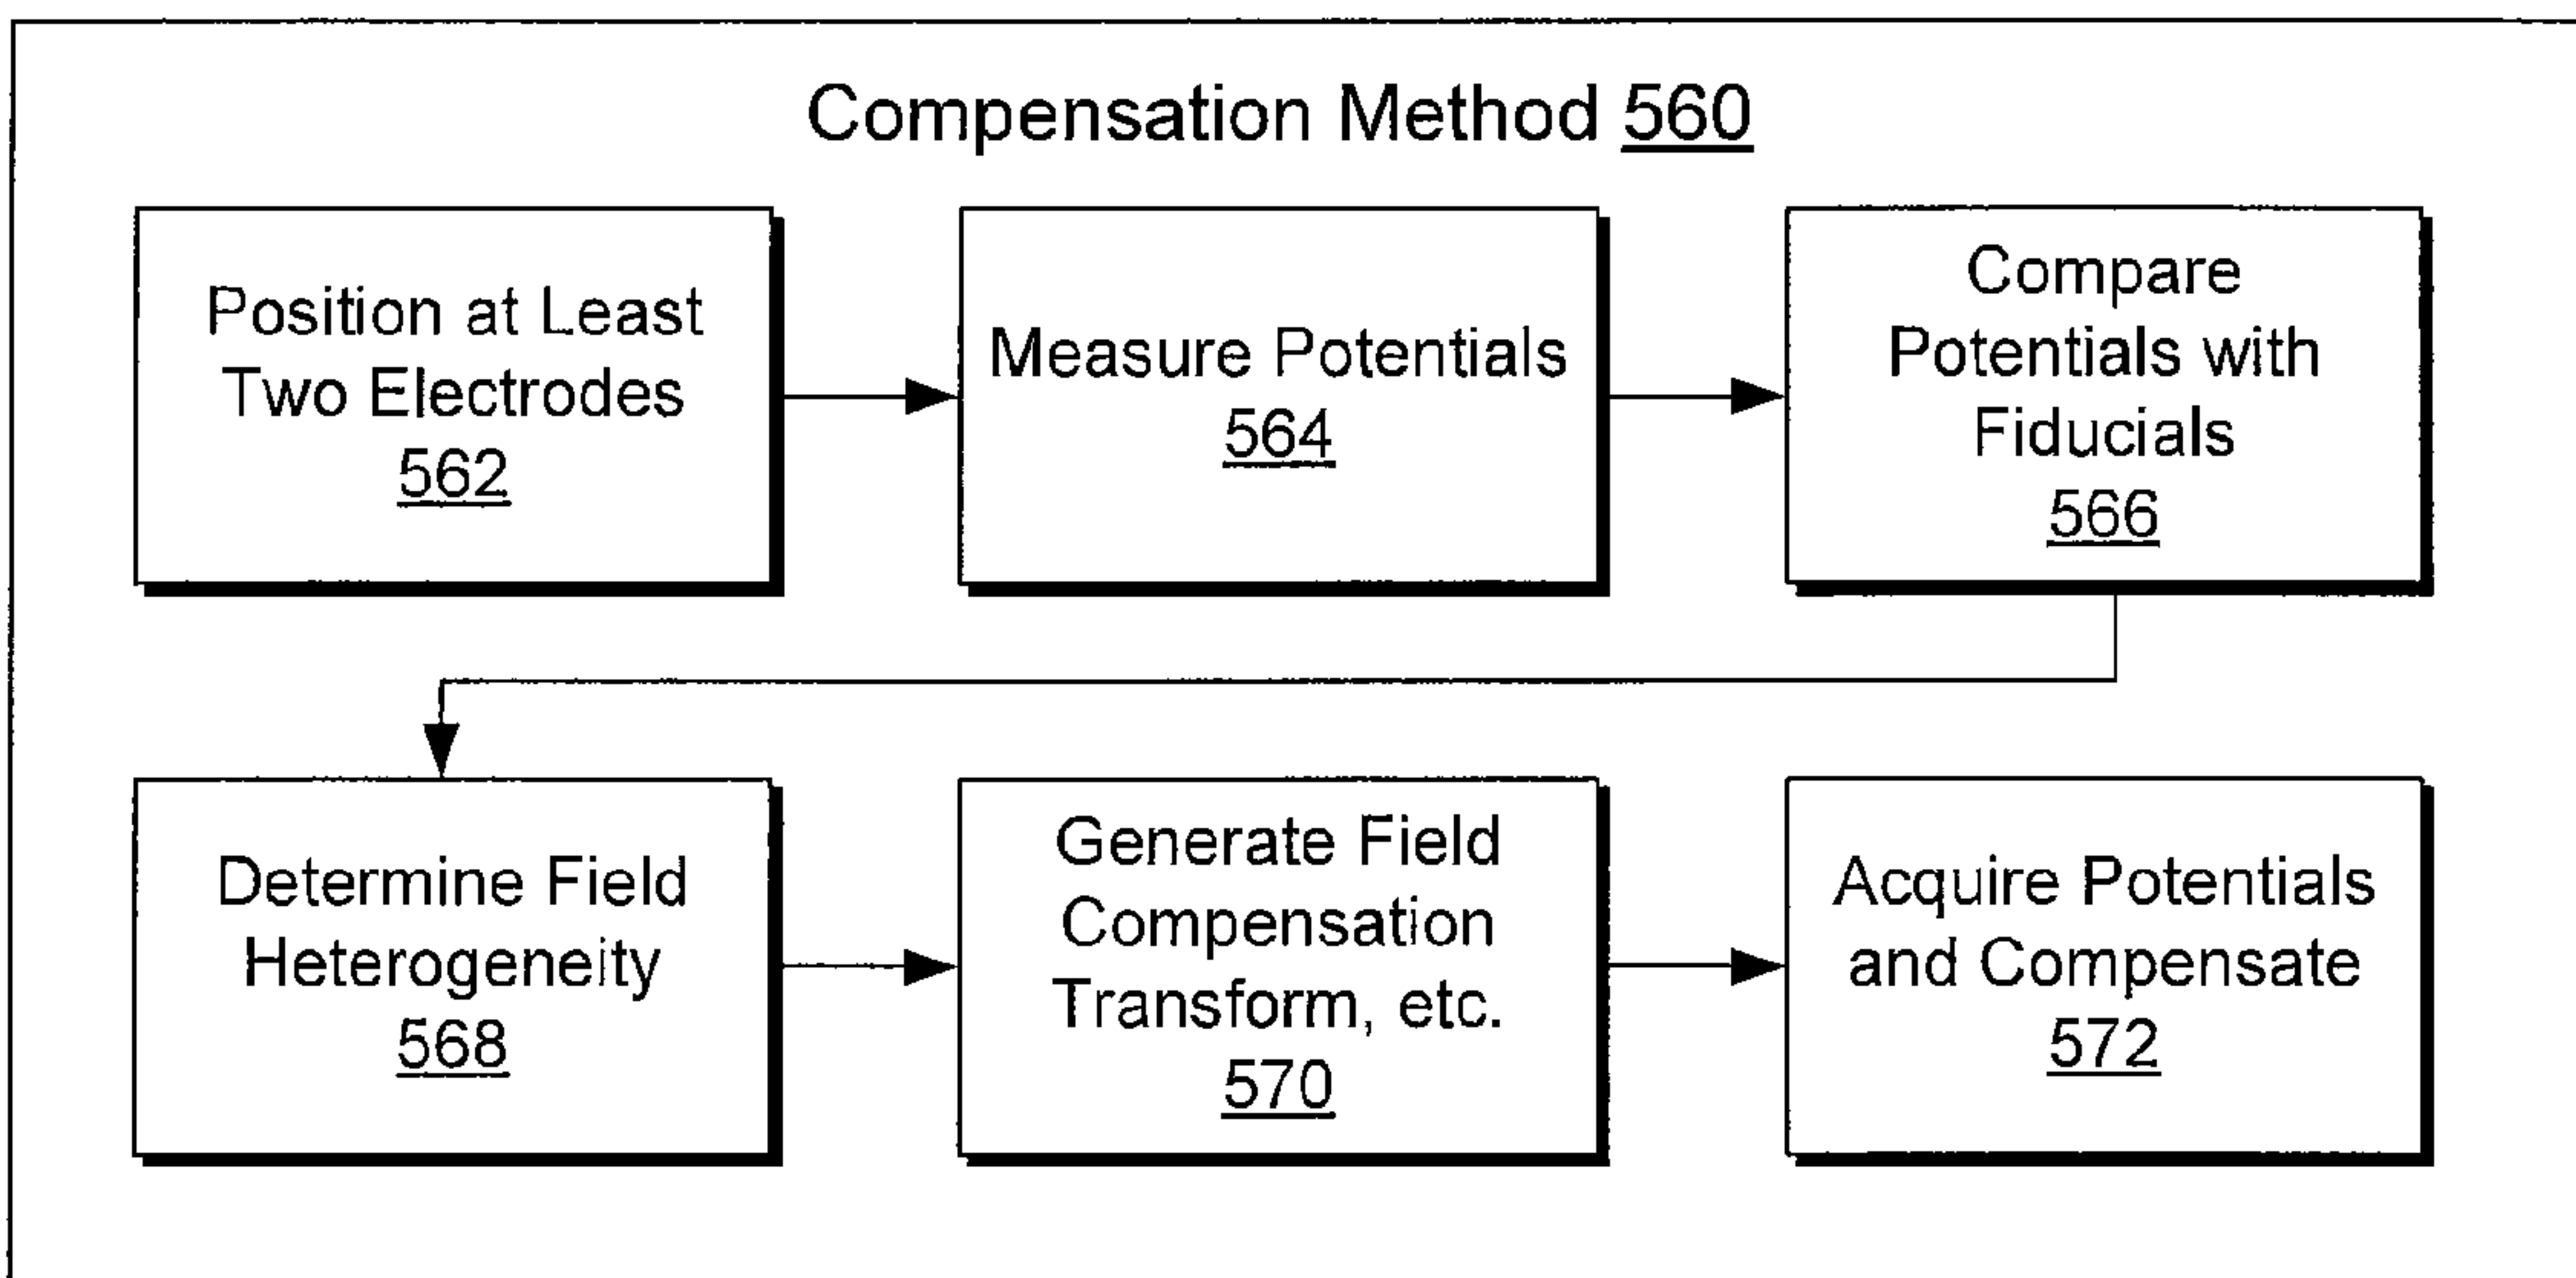 Compensation Method 560
Position at Least
Two Electrodes
562
Measure Potentials
564
Compare
Potentials with
Fiducials
566
Determine Field
Heterogeneity
568
Generate Field
Compensation
Transform, etc.
570
Acquire Potentials
and Compensate
572